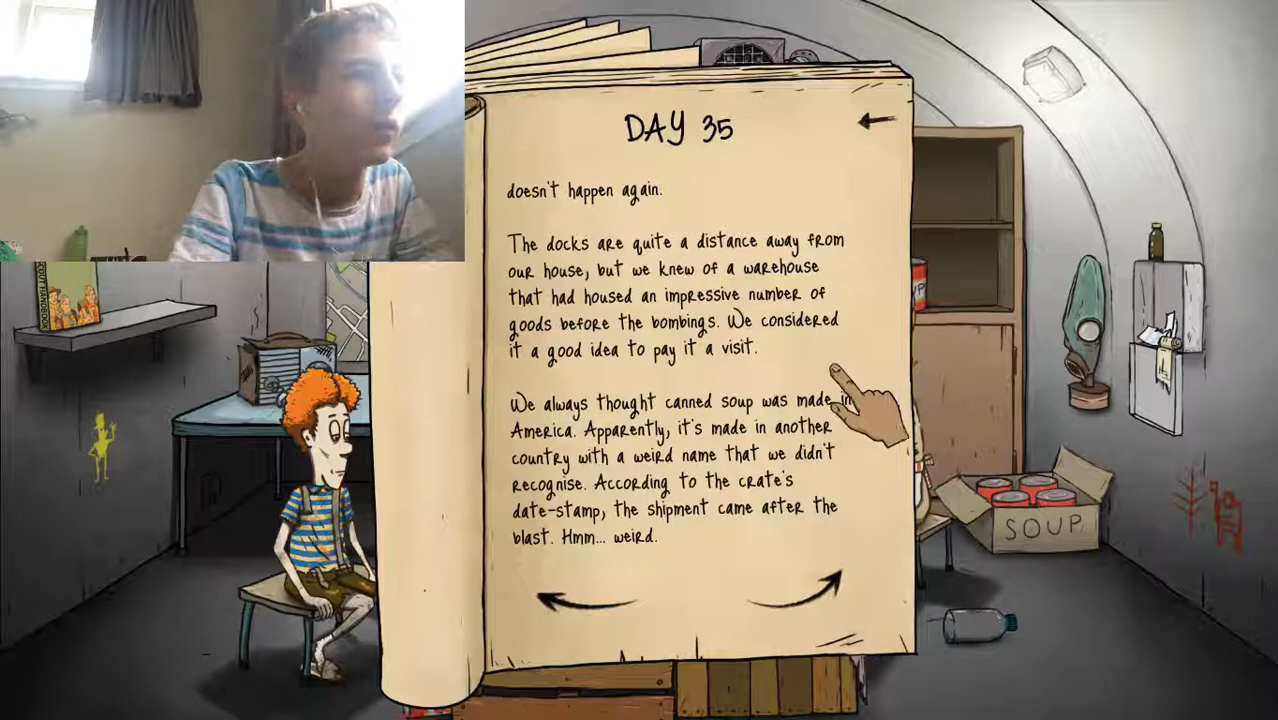 DAY 35
doesn't happen again.
The docks are quite a distance away from
our house, but we knew of a warehouse
that had housed an impressive number of
goods before the bombings. We considered
it a good idea to pay it a visit.
We always thought canned soup was made in
America. Apparently, it's made in another
country with a weird name that we didn't
recognise. According to the crate's
date-stamp, the shipment came after the
blast. Hmm... weird.
SCOUT HANDBOOK
SOUP